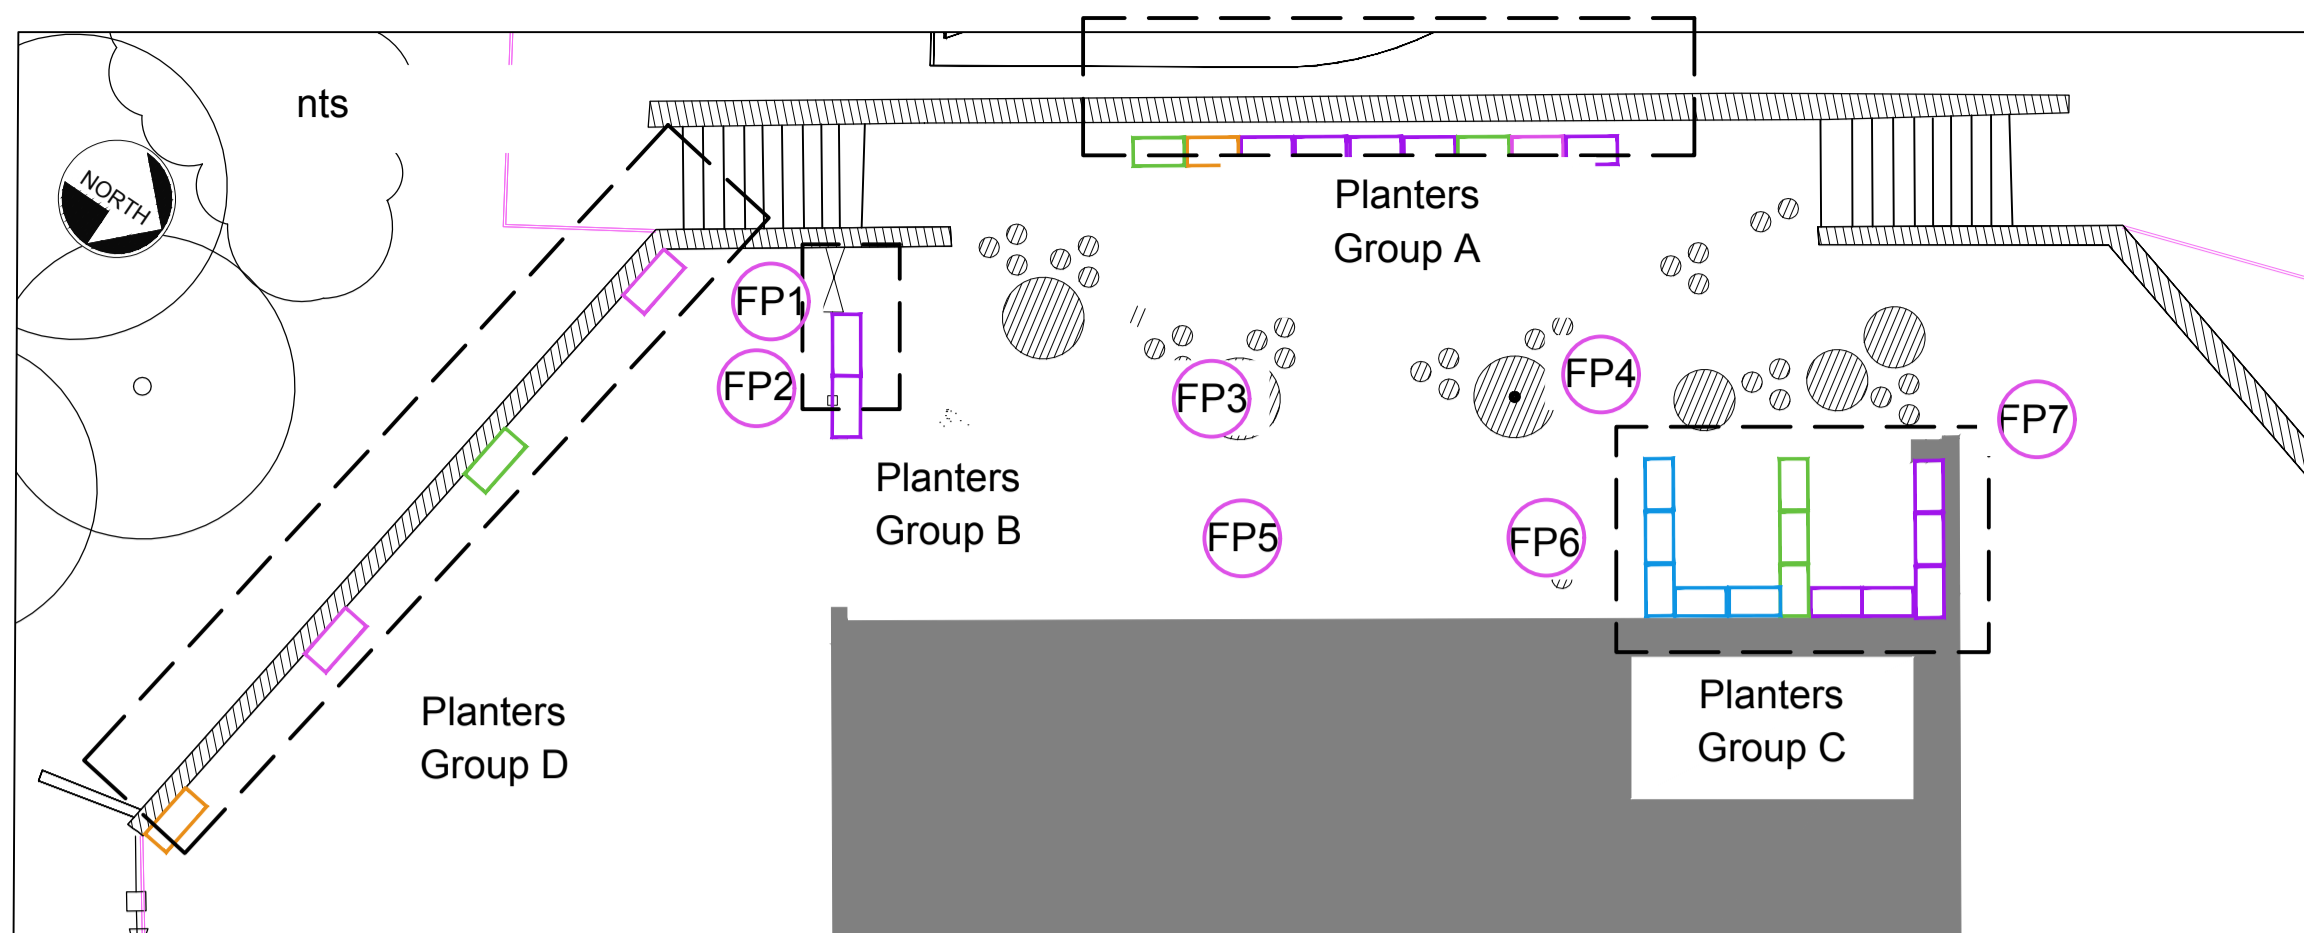 nts
NORTH
Planters
Group A
FP1
FP2
FP3
FP4
FP7
Planters
Group B
FP5
FP6
Planters
Group D
Planters
Group C